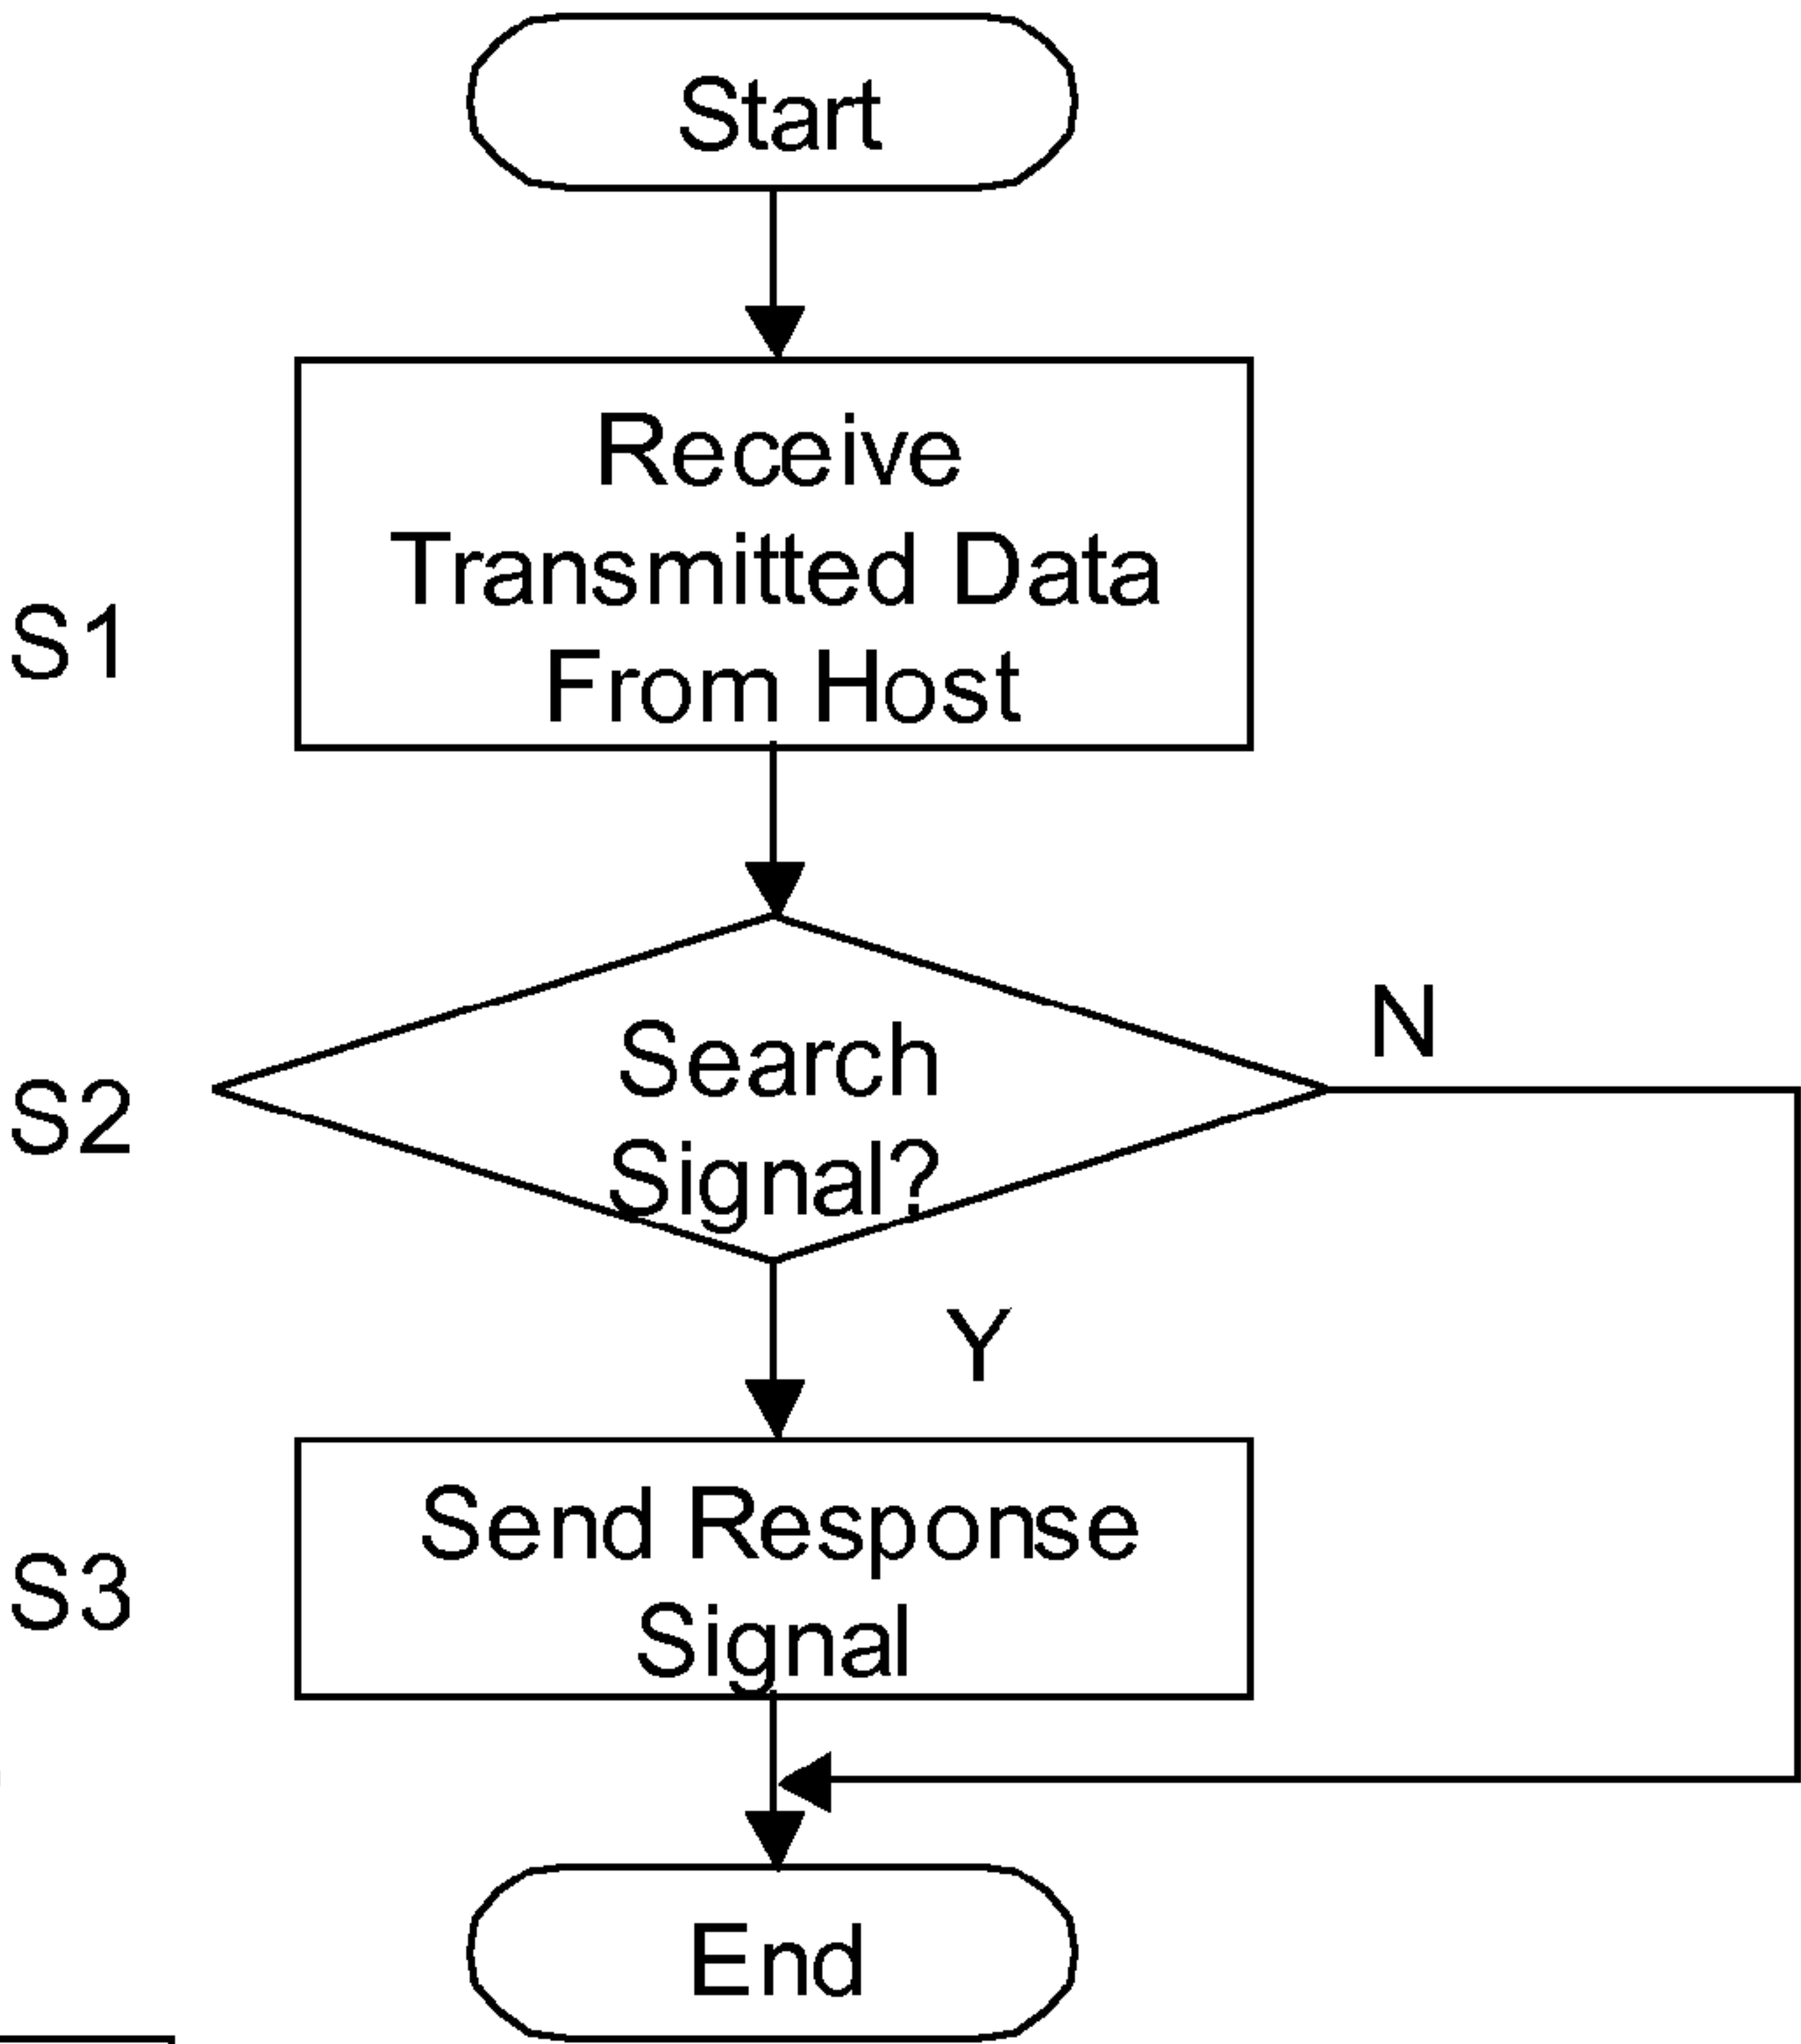 Start
Receive
Transmitted Data
From Host
S1
Search
Signal?
S2
N
Y
Send Response
Signal
S3
End